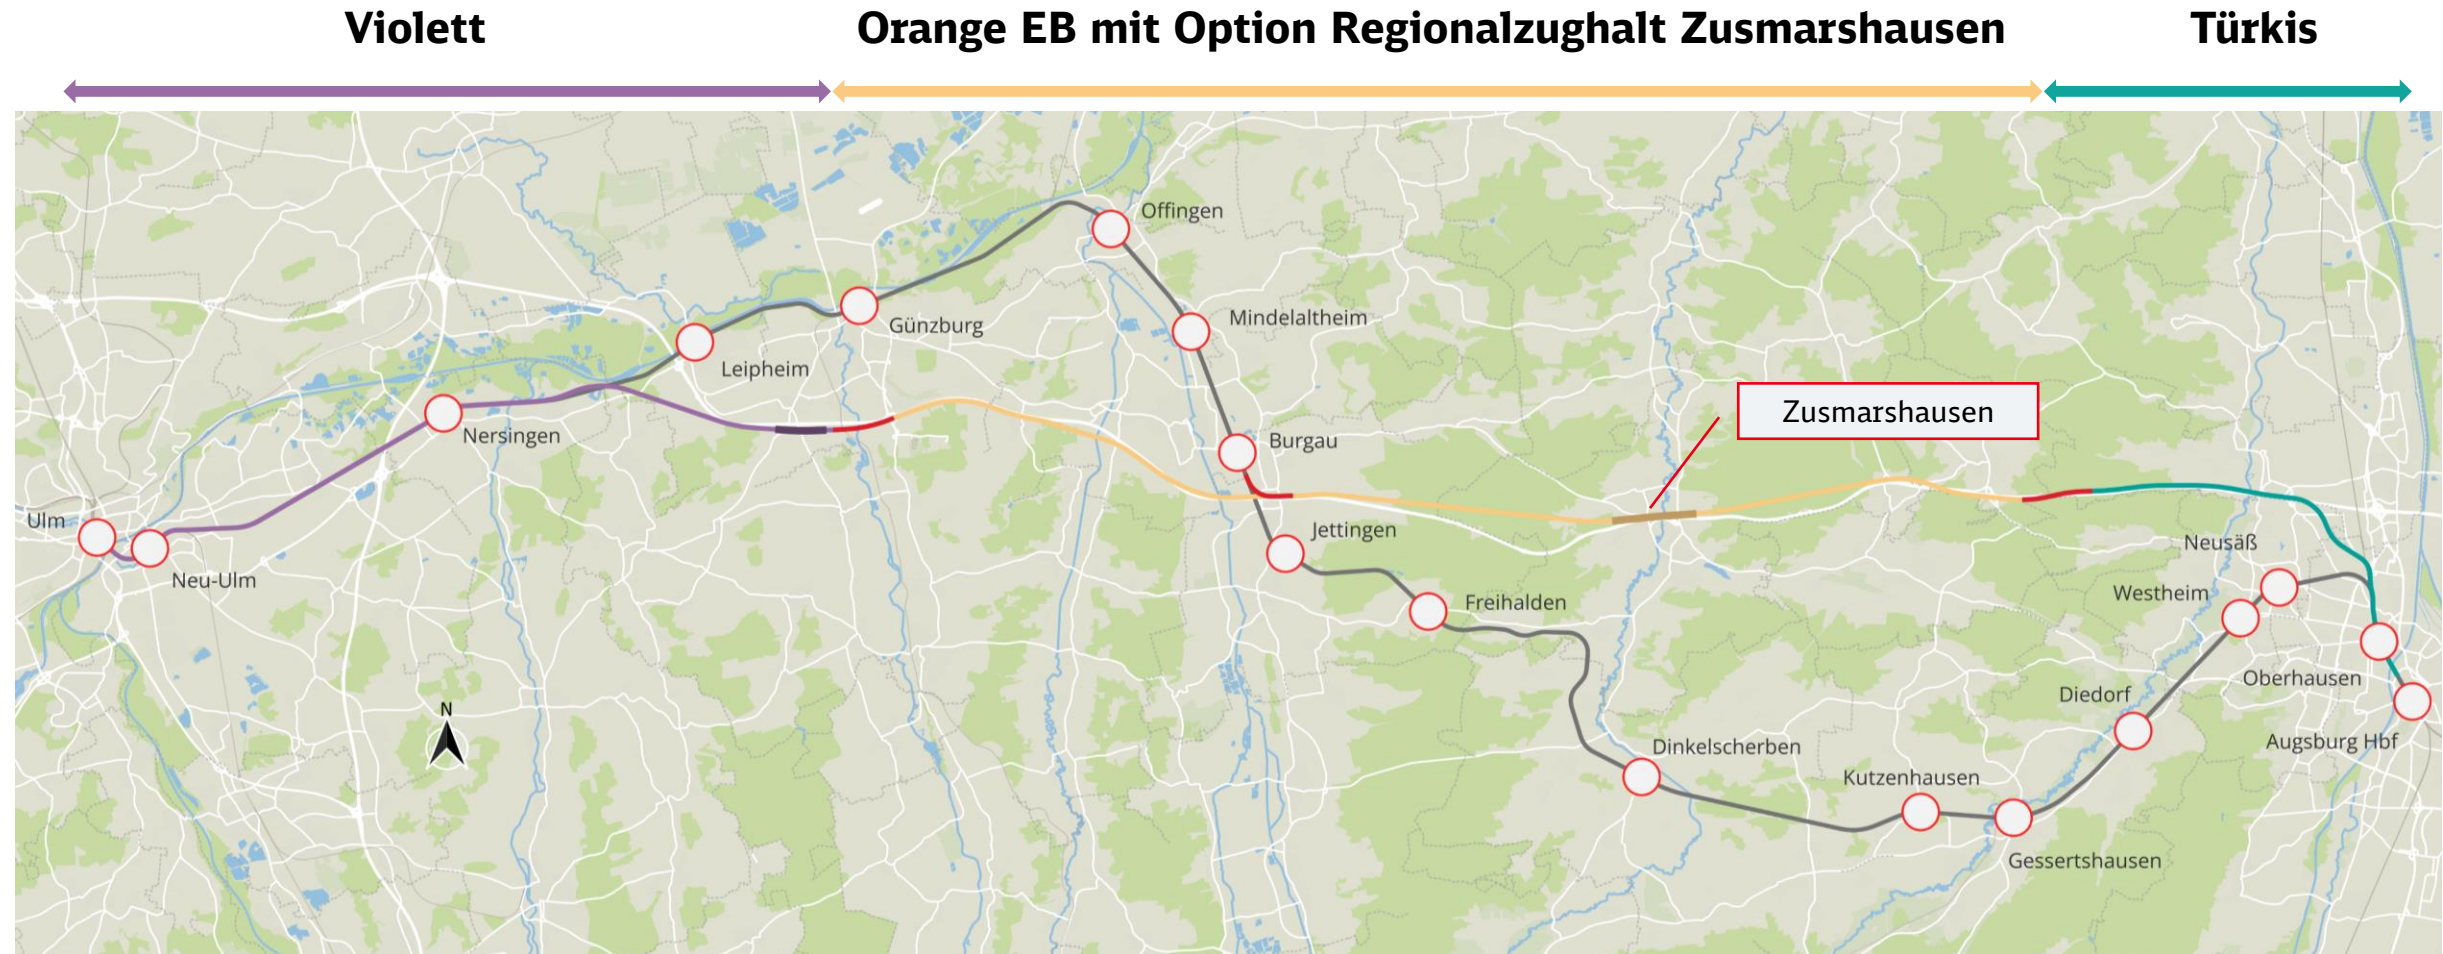 Violett
Orange EB mit Option Regionalzughalt Zusmarshausen
Türkis
Offingen
Günzburg
Mindelaltheim
Leipheim
Zusmarshausen
Nersingen
Burgau
Ulm
Jettingen
Neusäß
Neu-Ulm
Westheim
Freihalden
Oberhausen
Diedorf
N
Augsburg Hbf
Dinkelscherben
Kutzenhausen
Gessertshausen